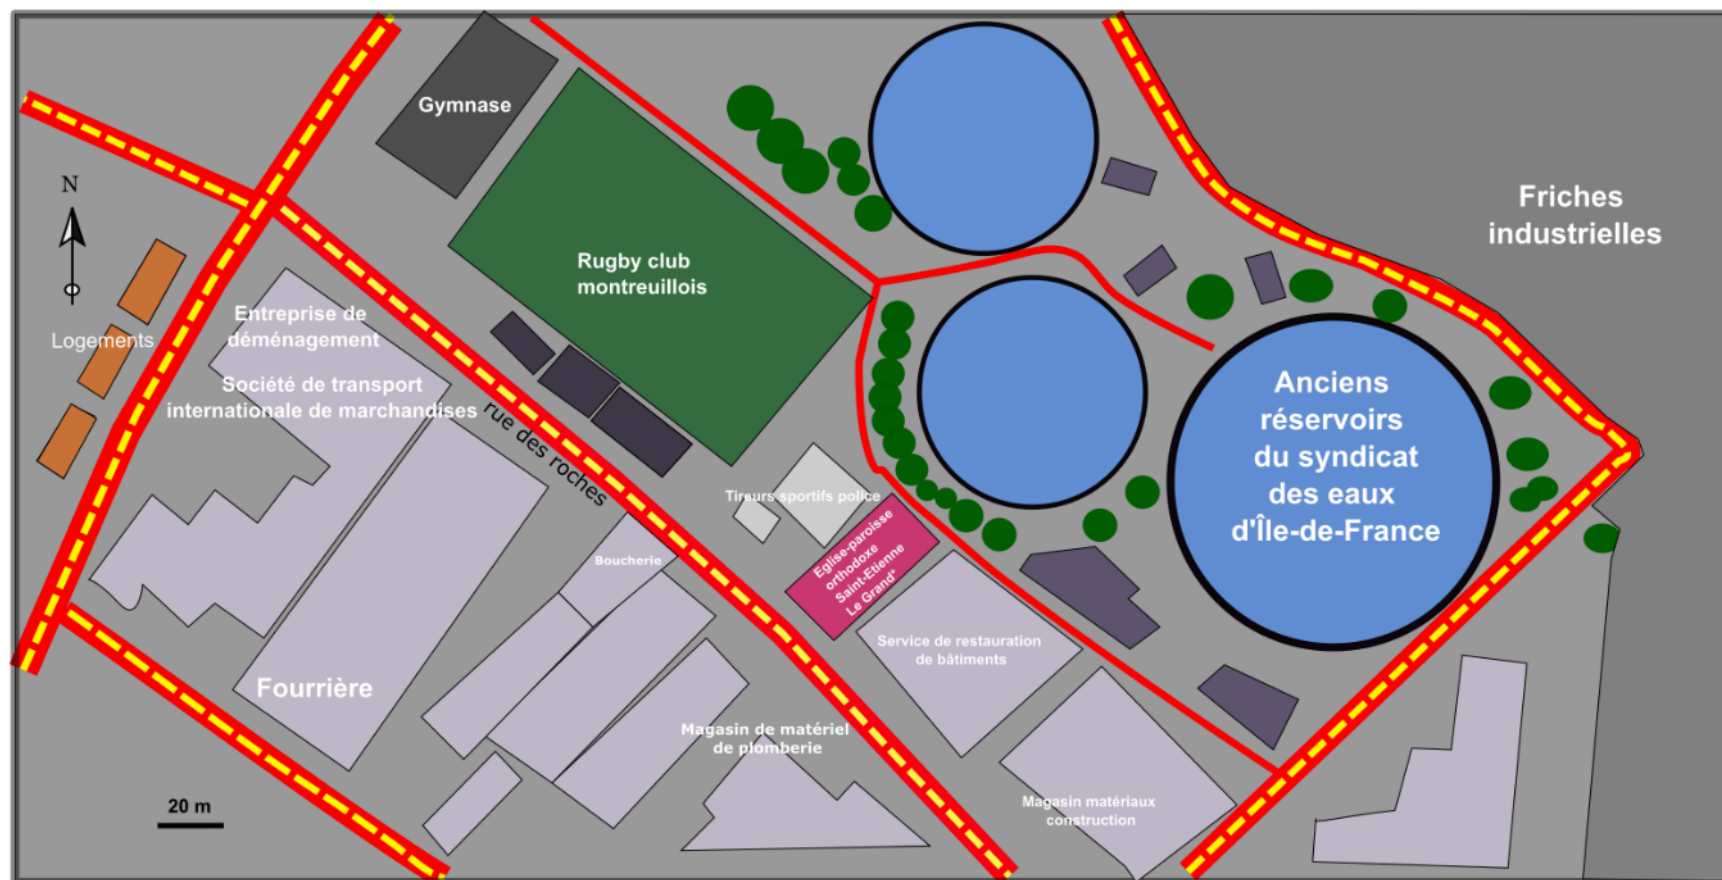 Gymnase
N
Friches
industrielles
Rugby club
montreuillois
Entreprise de
déménagement
Logements
Société de transport
internationale de marchandises
rue des roches
Anciens
réservoirs
du syndicat
des eaux
d'Île-de-France
Tireurs sportifs police
Eglise-paroisse
orthodoxe
Saint-Etienne
Le Grand*
Boucherie
Service de restauration
de bâtiments
Fourrière
Magasin de matériel
de plomberie
20 m
Magasin matériaux
construction